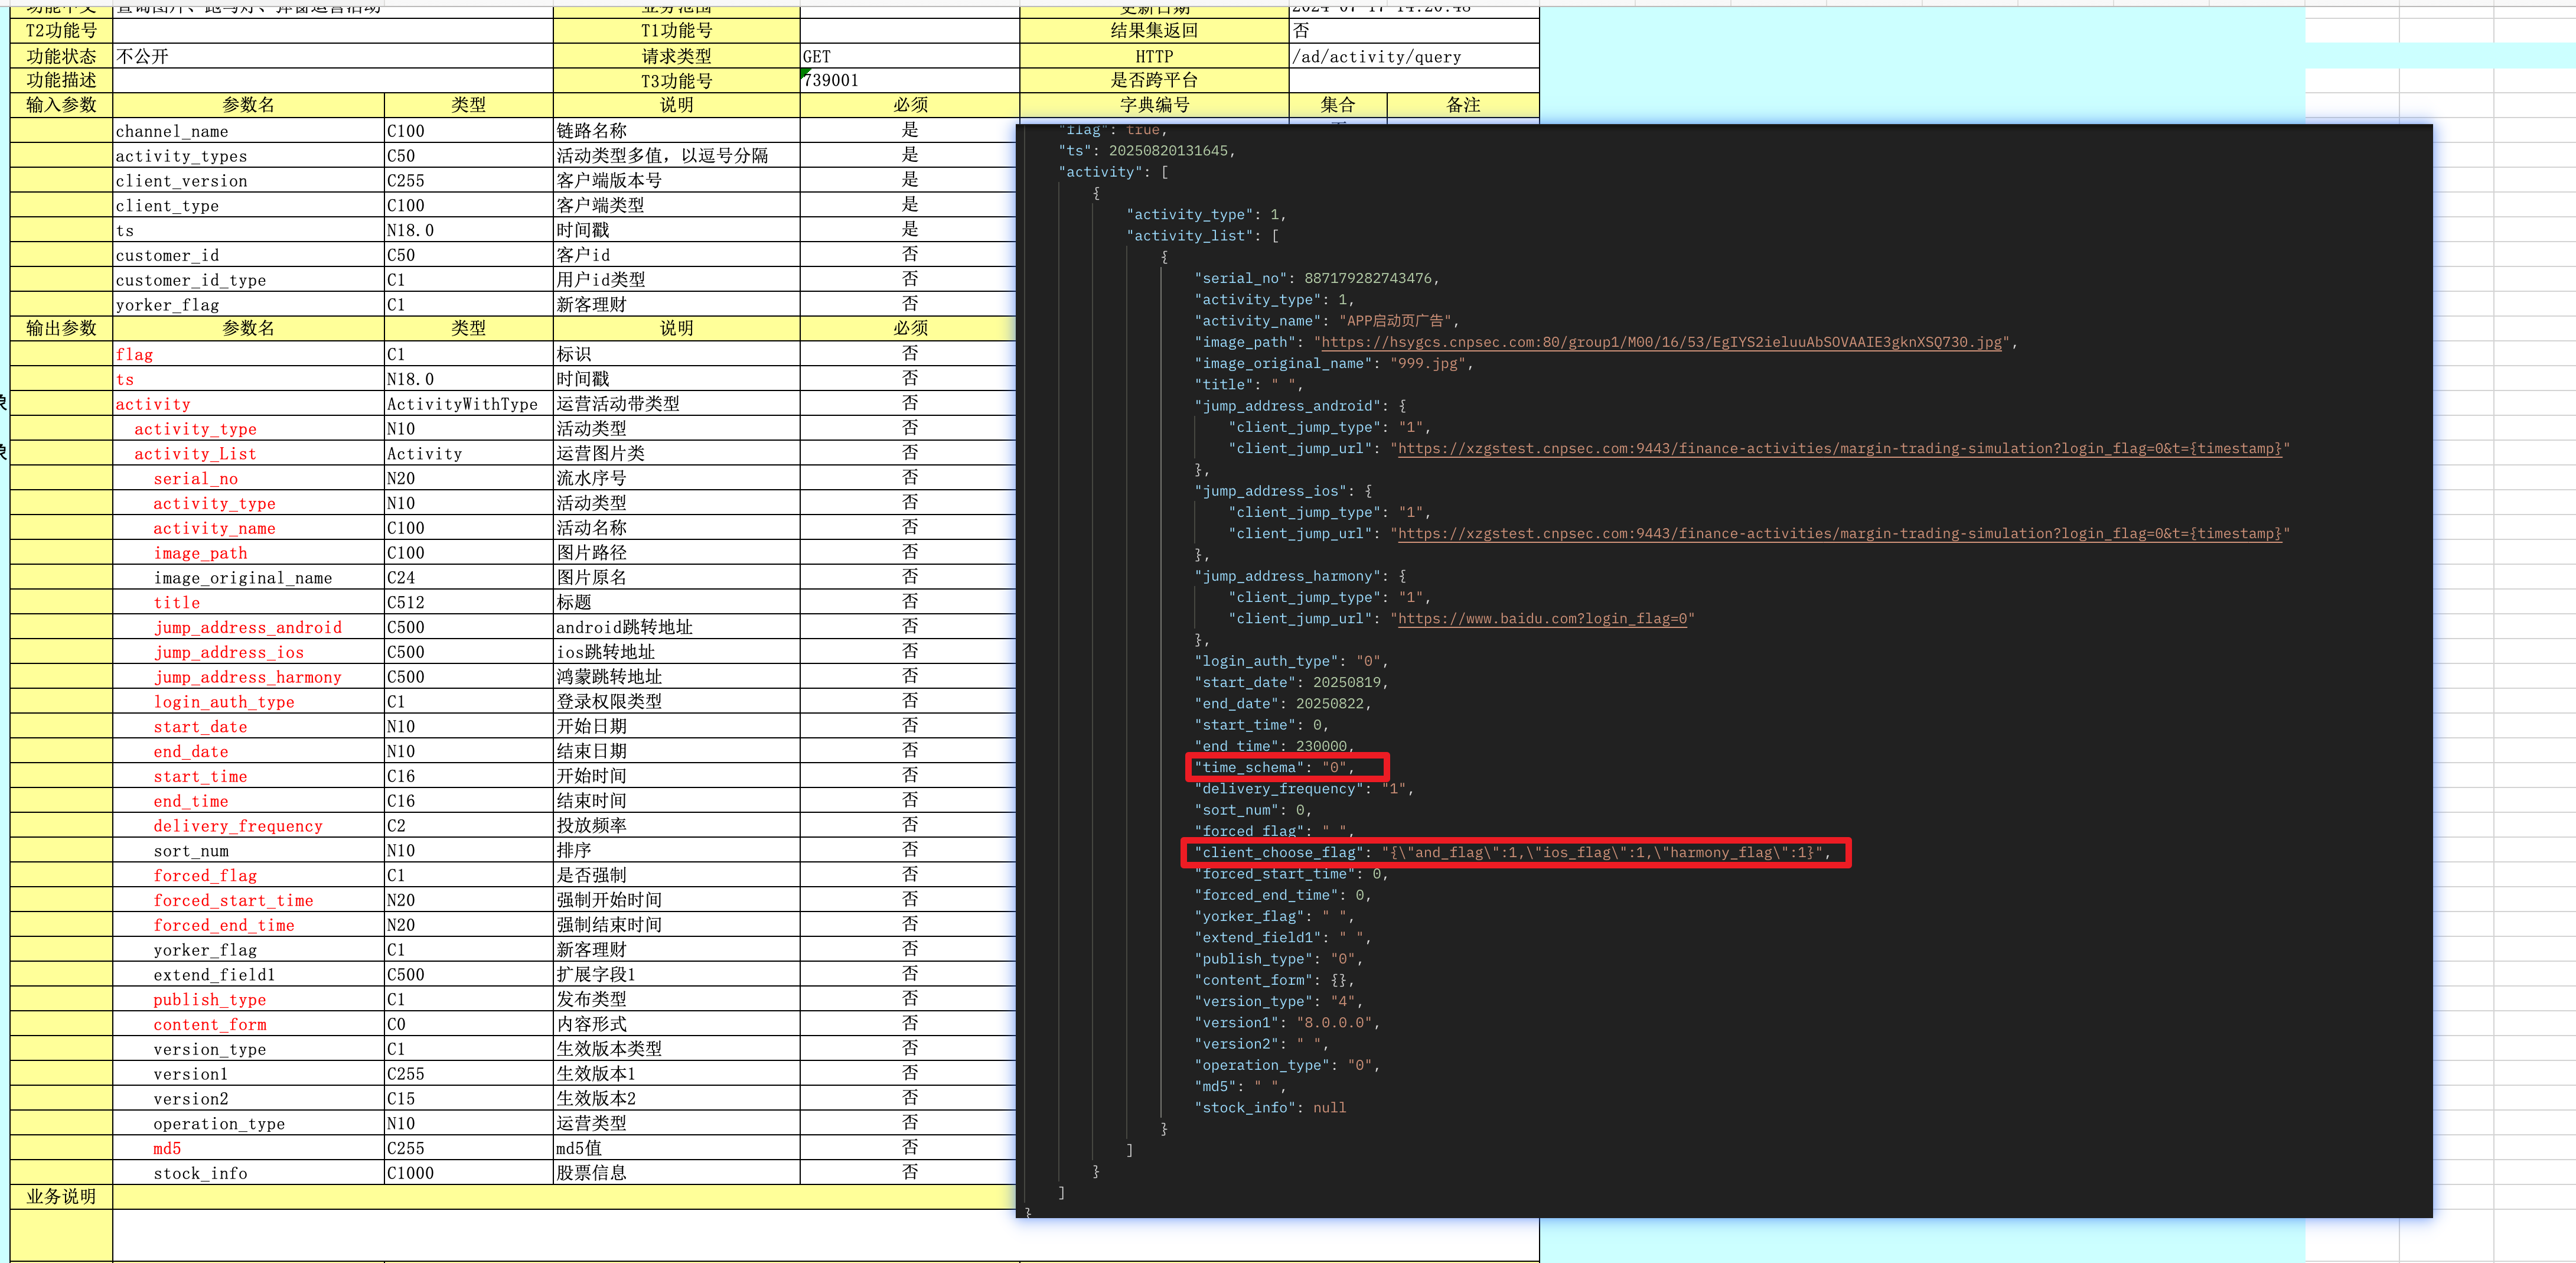 2024-07-17 14:20:48
T2功能号 T1功能号 结果集返回 否
功能状态 不公开 请求类型 GET HTTP /ad/activity/query
功能描述 T3功能号 739001 是否跨平台
输入参数 参数名 类型 说明 必须 字典编号 集合 备注
channel_name C100 链路名称 是
activity_types C50 活动类型多值，以逗号分隔 是
client_version C255 客户端版本号 是
client_type C100 客户端类型 是
ts N18.0 时间戳 是
customer_id C50 客户id 否
customer_id_type C1 用户id类型 否
yorker_flag C1 新客理财 否
输出参数 参数名 类型 说明 必须
flag C1 标识 否
ts N18.0 时间戳 否
activity ActivityWithType 运营活动带类型 否
activity_type N10 活动类型 否
activity_List Activity 运营图片类 否
serial_no N20 流水序号 否
activity_type N10 活动类型 否
activity_name C100 活动名称 否
image_path C100 图片路径 否
image_original_name C24 图片原名 否
title C512 标题 否
jump_address_android C500 android跳转地址 否
jump_address_ios C500 ios跳转地址 否
jump_address_harmony C500 鸿蒙跳转地址 否
login_auth_type C1 登录权限类型 否
start_date N10 开始日期 否
end_date N10 结束日期 否
start_time C16 开始时间 否
end_time C16 结束时间 否
delivery_frequency C2 投放频率 否
sort_num N10 排序 否
forced_flag C1 是否强制 否
forced_start_time N20 强制开始时间 否
forced_end_time N20 强制结束时间 否
yorker_flag C1 新客理财 否
extend_field1 C500 扩展字段1 否
publish_type C1 发布类型 否
content_form C0 内容形式 否
version_type C1 生效版本类型 否
version1 C255 生效版本1 否
version2 C15 生效版本2 否
operation_type N10 运营类型 否
md5 C255 md5值 否
stock_info C1000 股票信息 否
业务说明
"flag": true,
"ts": 20250820131645,
"activity": [
{
"activity_type": 1,
"activity_list": [
{
"serial_no": 887179282743476,
"activity_type": 1,
"activity_name": "APP启动页广告",
"image_path": "https://hsygcs.cnpsec.com:80/group1/M00/16/53/EgIYS2ieluuAbSOVAAIE3gknXSQ730.jpg",
"image_original_name": "999.jpg",
"title": " ",
"jump_address_android": {
"client_jump_type": "1",
"client_jump_url": "https://xzgstest.cnpsec.com:9443/finance-activities/margin-trading-simulation?login_flag=0&t={timestamp}"
},
"jump_address_ios": {
"client_jump_type": "1",
"client_jump_url": "https://xzgstest.cnpsec.com:9443/finance-activities/margin-trading-simulation?login_flag=0&t={timestamp}"
},
"jump_address_harmony": {
"client_jump_type": "1",
"client_jump_url": "https://www.baidu.com?login_flag=0"
},
"login_auth_type": "0",
"start_date": 20250819,
"end_date": 20250822,
"start_time": 0,
"end_time": 230000,
"time_schema": "0",
"delivery_frequency": "1",
"sort_num": 0,
"forced_flag": " ",
"client_choose_flag": "{\"and_flag\":1,\"ios_flag\":1,\"harmony_flag\":1}",
"forced_start_time": 0,
"forced_end_time": 0,
"yorker_flag": " ",
"extend_field1": " ",
"publish_type": "0",
"content_form": {},
"version_type": "4",
"version1": "8.0.0.0",
"version2": " ",
"operation_type": "0",
"md5": " ",
"stock_info": null
}
]
}
]
}